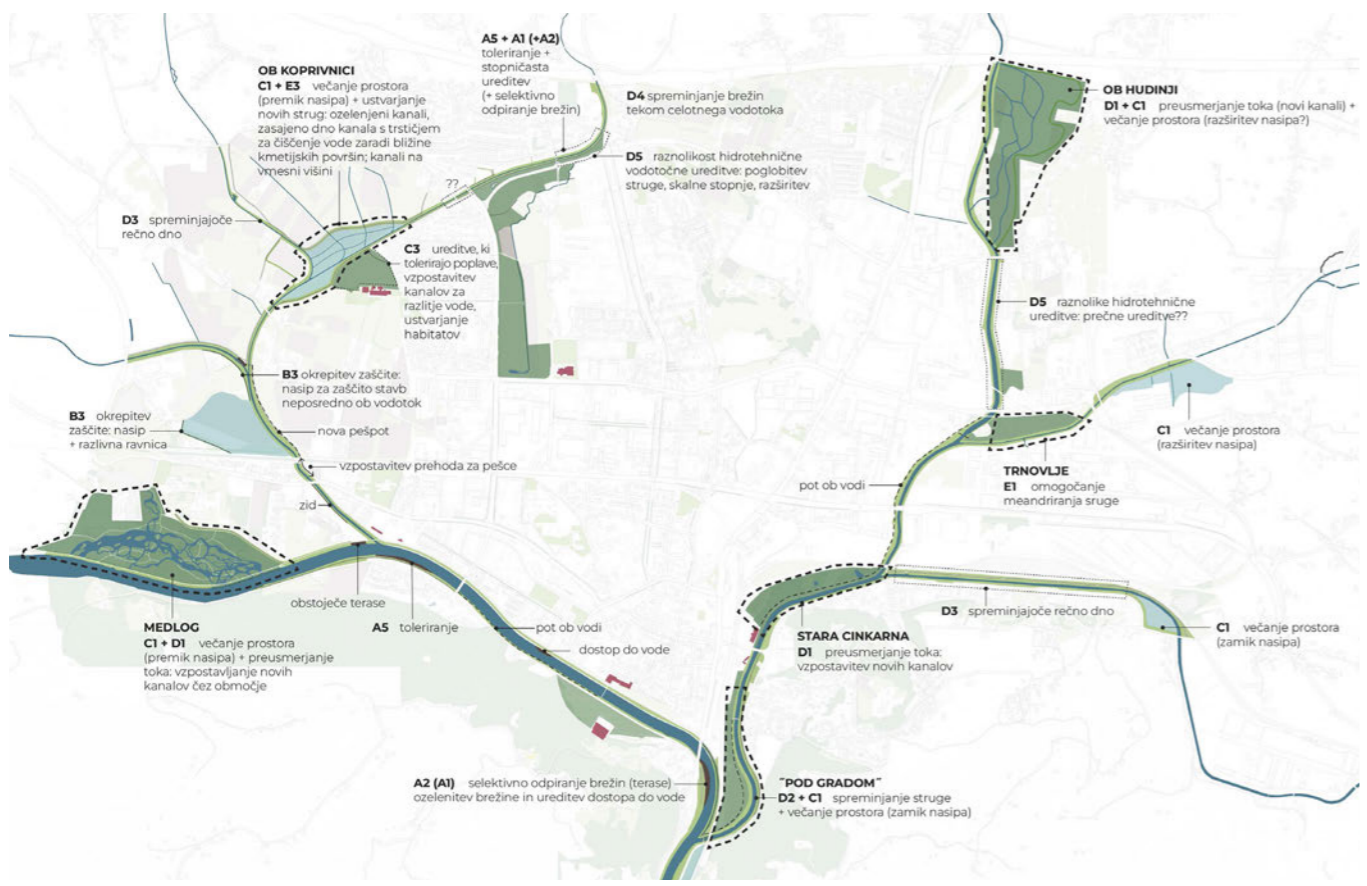 A5 + A1 (+A2)
toleriranje +
stopničasta
ureditev
(+ selektivno
odpiranje brežin)
OB KOPRIVNICI
C1 + E3 večanje prostora
(premik nasipa) + ustvarjanje
novih strug: ozelenjeni kanali,
zasajeno dno kanala s trstičjem
za čiščenje vode zaradi bližine
kmetijskih površin; kanali na
vmesni višini
D4 spreminjanje brežin
tekom celotnega vodotoka
OB HUDINJI
D1 + C1 preusmerjanje toka (novi kanali) +
večanje prostora (razširitev nasipa?)
D5 raznolikost hidrotehnične
vodotočne ureditve: poglobitev
struge, skalne stopnje, razširitev
??
D3 spreminjajoče
rečno dno
C3 ureditve, ki
tolerirajo poplave,
vzpostavitev
kanalov za
razlitje vode,
ustvarjanje
habitatov
D5 raznolike hidrotehnične
ureditve: prečne ureditve??
B3 okrepitev zaščite:
nasip za zaščito stavb
neposredno ob vodotok
B3 okrepitev
zaščite: nasip
+ razlivna ravnica
nova pešpot
C1 večanje prostora
(razširitev nasipa)
vzpostavitev prehoda za pešce
TRNOVLJE
E1 omogočanje
meandriranja sruge
pot ob vodi
zid
obstoječe terase
MEDLOG
C1 + D1 večanje prostora
(premik nasipa) + preusmerjanje
toka: vzpostavljanje novih
kanalov čez območje
A5 toleriranje
pot ob vodi
dostop do vode
STARA CINKARNA
D1 preusmerjanje toka:
vzpostavitev novih kanalov
D3 spreminjajoče rečno dno
C1 večanje prostora
(zamik nasipa)
A2 (A1) selektivno odpiranje brežin (terase)
ozelenitev brežine in ureditev dostopa do vode
"POD GRADOM"
D2 + C1 spreminjanje struge
+ večanje prostora (zamik nasipa)